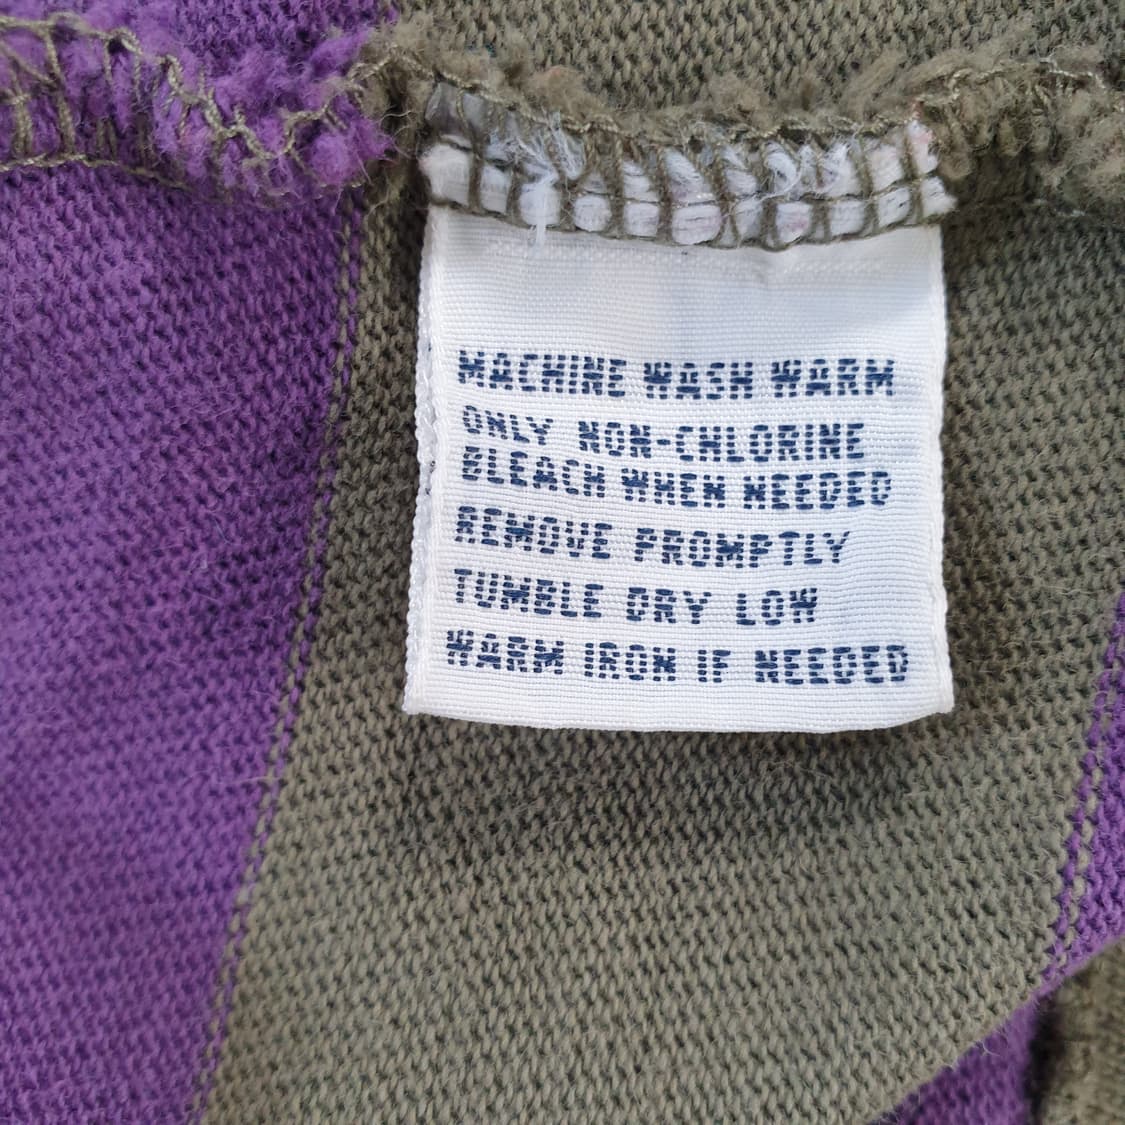 MACHINE WASH WARM
ONLY NON-CHLORINE
BLEACH WHEN NEEDED
REMOVE PROMPTLY
TUMBLE DRY LOW
WARM IRON IF NEEDED